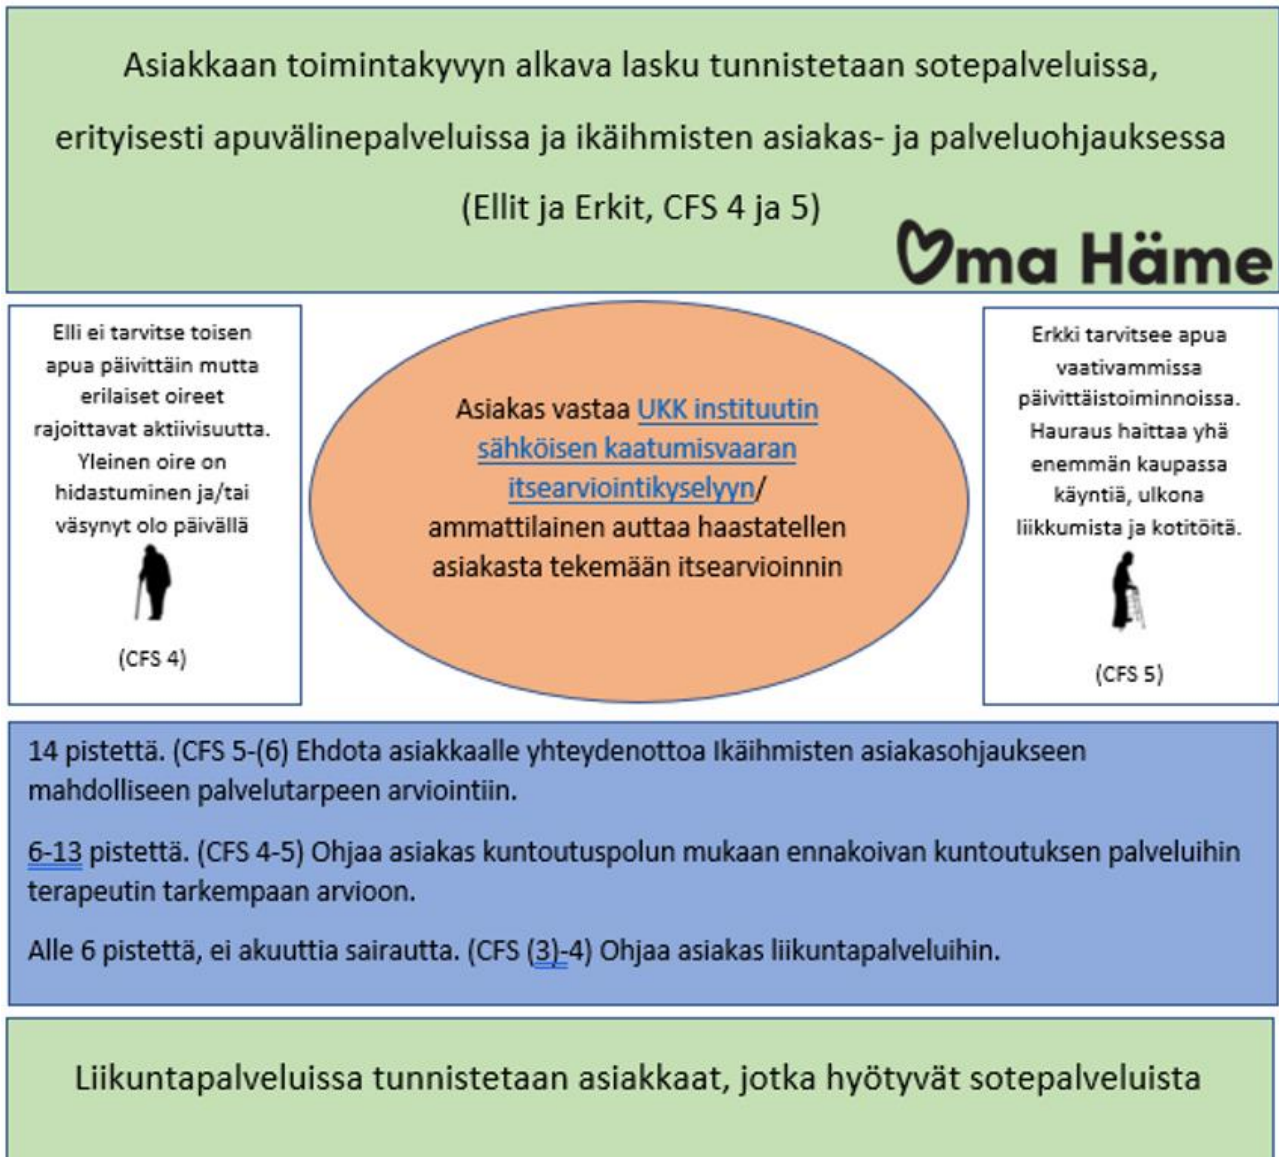 Asiakkaan toimintakyvyn alkava lasku tunnistetaan sotepalveluissa,
erityisesti apuvälinepalveluissa ja ikäihmisten asiakas- ja palveluohjauksessa
(Ellit ja Erkit, CFS 4 ja 5)
Oma Häme
Elli ei tarvitse toisen
apua päivittäin mutta
erilaiset oireet
rajoittavat aktiivisuutta.
Yleinen oire on
hidastuminen ja/tai
väsynyt olo päivällä
(CFS 4)
Asiakas vastaa UKK instituutin
sähköisen kaatumisvaaran
itsearviointikyselyyn/
ammattilainen auttaa haastatellen
asiakasta tekemään itsearvioinnin
Erkki tarvitsee apua
vaativammissa
päivittäistoiminnoissa.
Hauraus haittaa yhä
enemmän kaupassa
käyntiä, ulkona
liikkumista ja kotitöitä.
(CFS 5)
14 pistettä. (CFS 5-(6) Ehdota asiakkaalle yhteydenottoa Ikäihmisten asiakasohjaukseen
mahdolliseen palvelutarpeen arviointiin.
6-13 pistettä. (CFS 4-5) Ohjaa asiakas kuntoutuspolun mukaan ennakoivan kuntoutuksen palveluihin
terapeutin tarkempaan arvioon.
Alle 6 pistettä, ei akuuttia sairautta. (CFS (3)-4) Ohjaa asiakas liikuntapalveluihin.
Liikuntapalveluissa tunnistetaan asiakkaat, jotka hyötyvät sotepalveluista